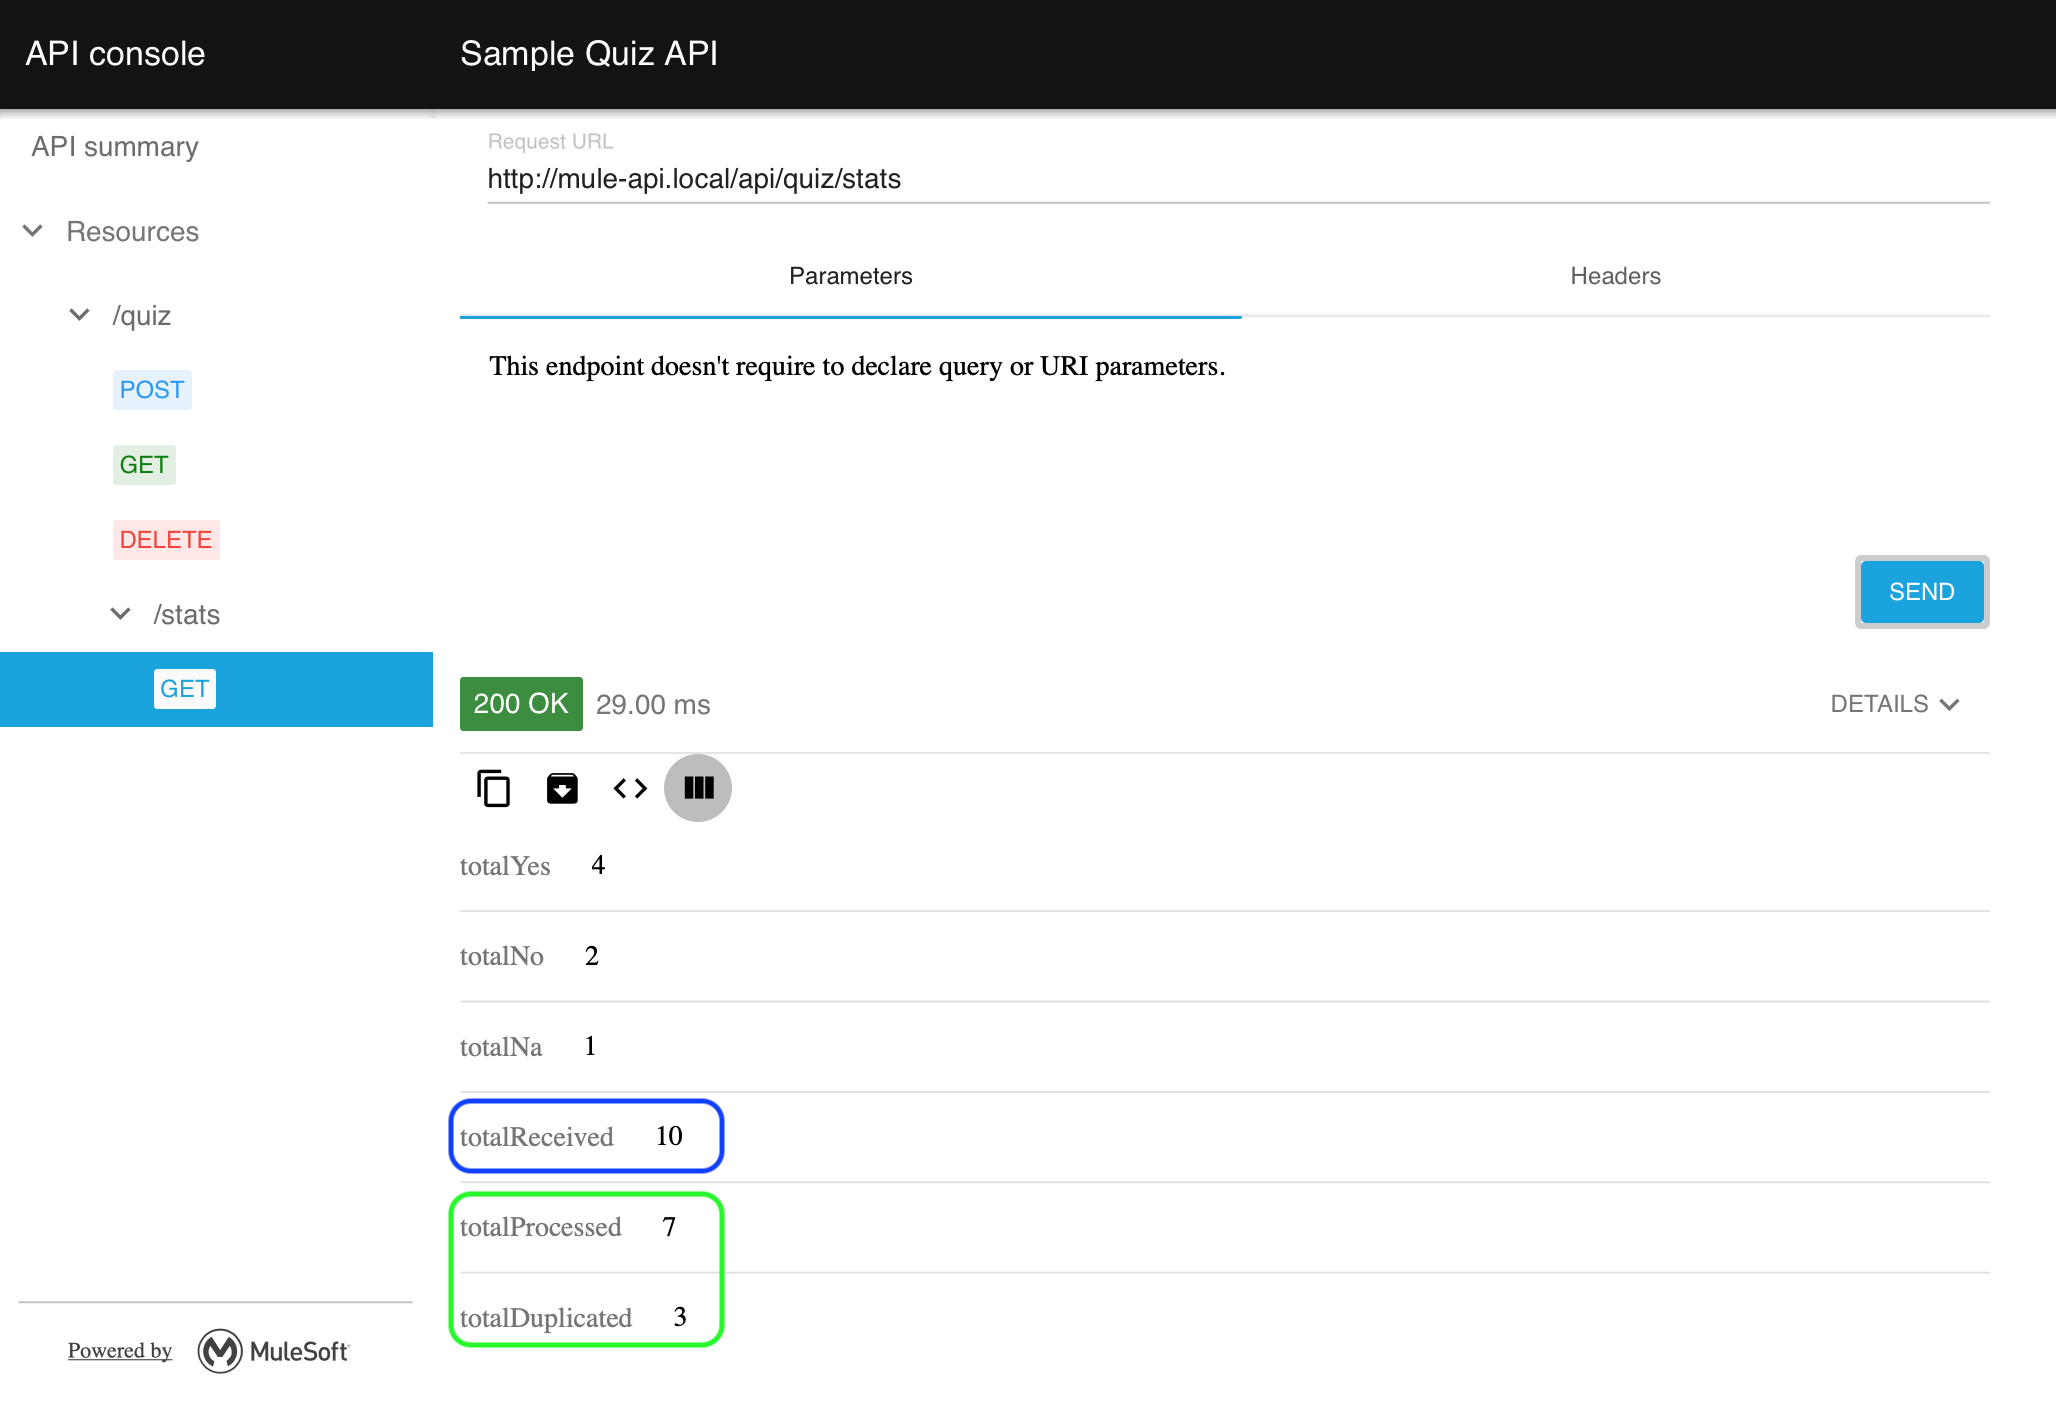 API console
Sample Quiz API
API summary
Resources
/quiz
POST
GET
DELETE
/stats
GET
Powered by MuleSoft
Request URL
http://mule-api.local/api/quiz/stats
Parameters
Headers
This endpoint doesn't require to declare query or URI parameters.
SEND
200 OK 29.00 ms
DETAILS
totalYes 4
totalNo 2
totalNa 1
totalReceived 10
totalProcessed 7
totalDuplicated 3